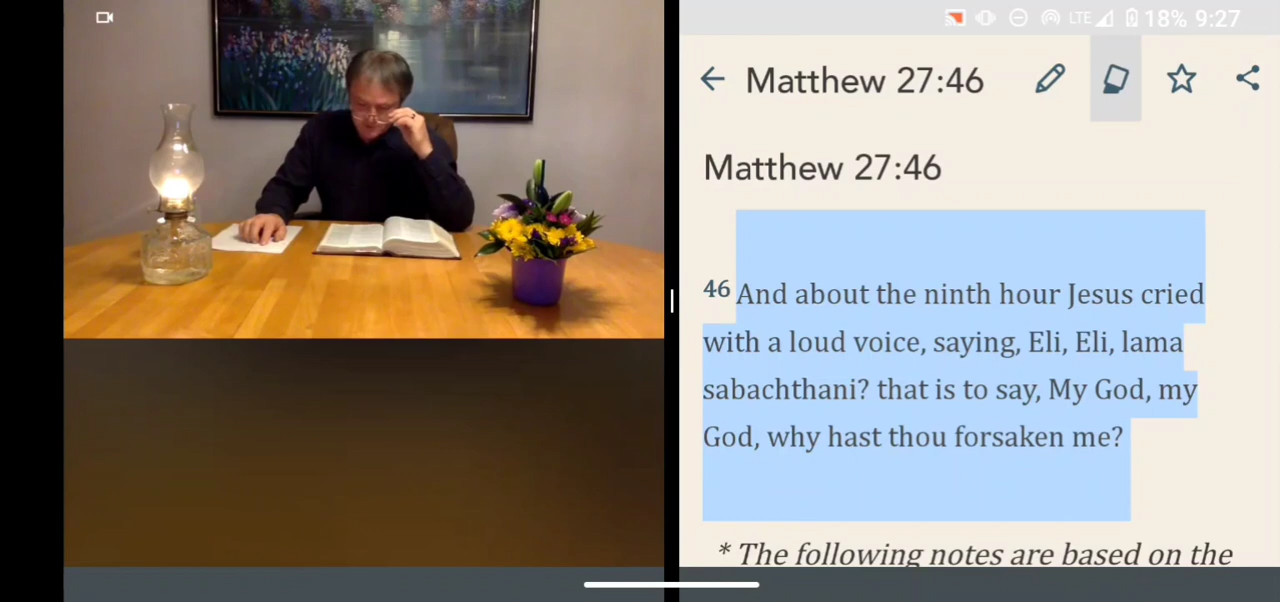 LTE 18% 9:27
Matthew 27:46
Matthew 27:46
46 And about the ninth hour Jesus cried
with a loud voice, saying, Eli, Eli, lama
sabachthani? that is to say, My God, my
God, why hast thou forsaken me?
* The following notes are based on the